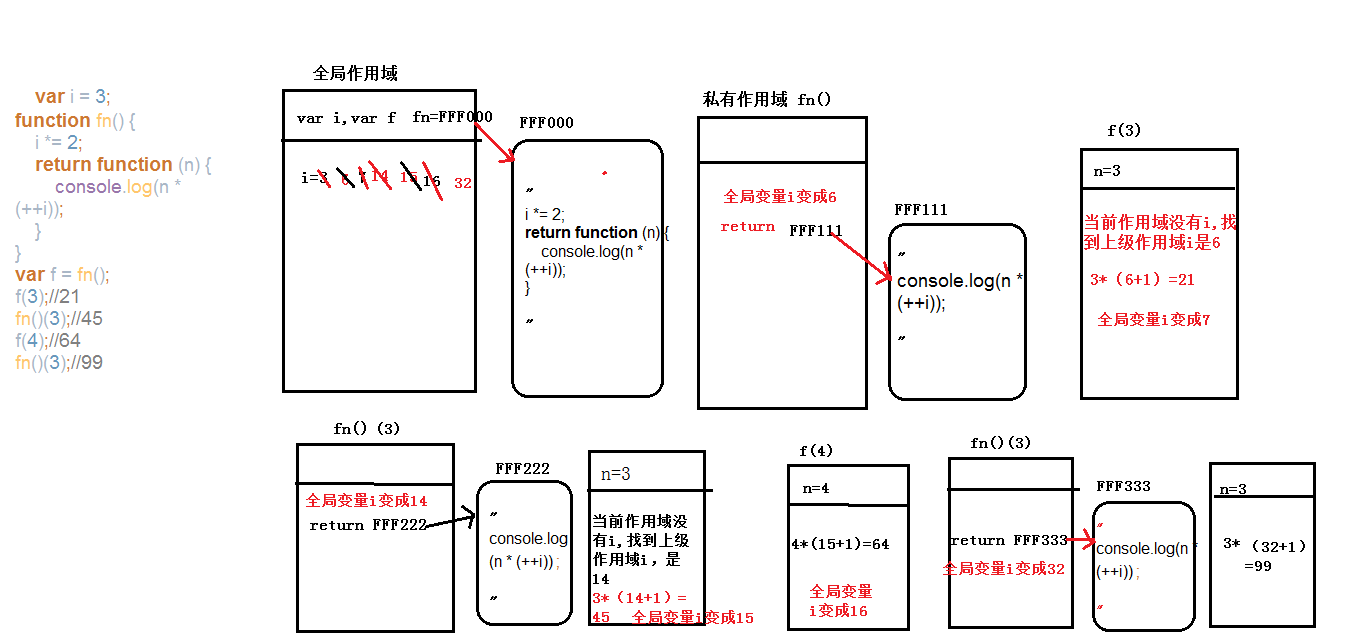 var i = 3;
function fn() {
i *= 2;
return function (n) {
console.log(n *
(++i));
}
}
var f = fn();
f(3);//21
fn()(3);//45
f(4);//64
fn()(3);//99
全局作用域
var i,var f fn=FFF000
i=3 6 7 14 15 16 32
FFF000
"
i *= 2;
return function (n) {
console.log(n *
(++i));
}
"
私有作用域 fn()
全局变量i变成6
return FFF111
FFF111
"
console.log(n *
(++i));
"
f(3)
n=3
当前作用域没有i,找
到上级作用域i是6
3*（6+1）=21
全局变量i变成7
fn() (3)
全局变量i变成14
return FFF222
FFF222
"
console.log
(n * (++i)) ;
"
n=3
当前作用域没
有i,找到上级
作用域i，是
14
3*（14+1）=
45 全局变量i变成15
f(4)
n=4
4*(15+1)=64
全局变量
i变成16
fn()(3)
return FFF333
全局变量i变成32
FFF333
"
console.log(n *
(++i)) ;
"
n=3
3*（32+1）
=99